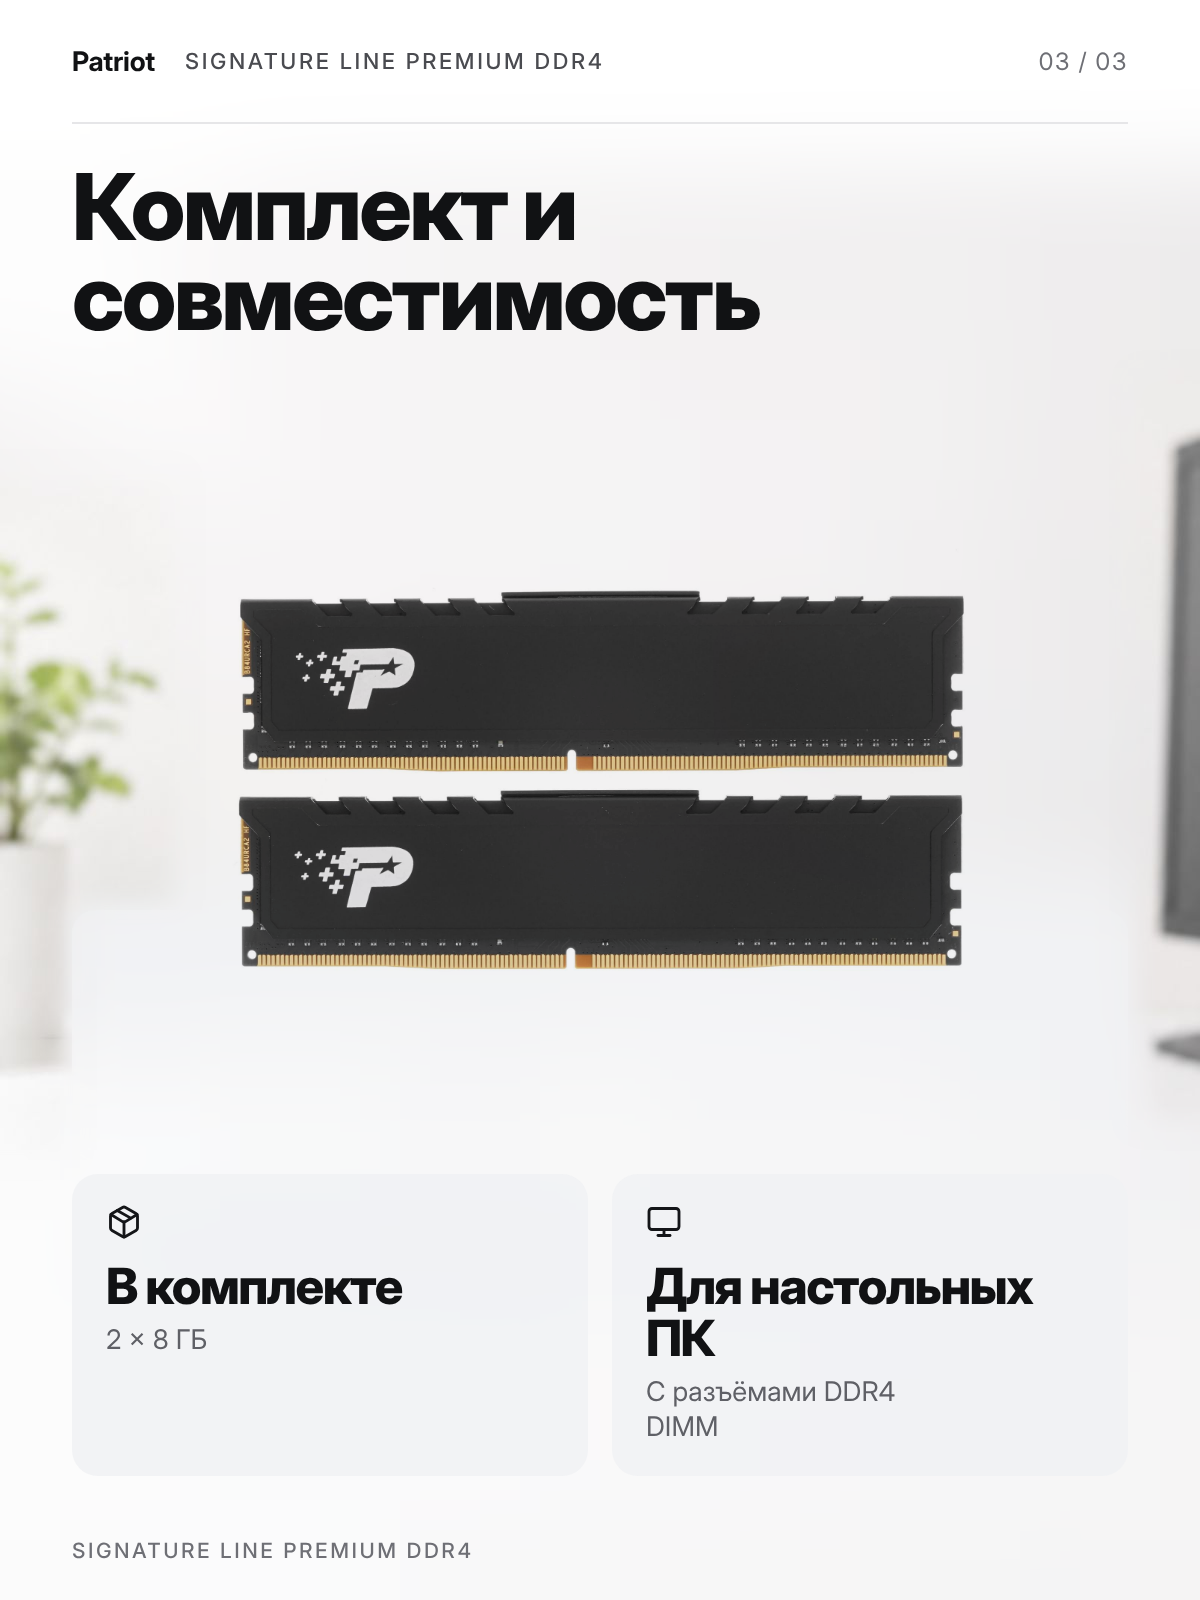 Patriot SIGNATURE LINE PREMIUM DDR4 03 / 03
Комплект и
совместимость
В комплекте
2 × 8 ГБ
Для настольных
ПК
С разъёмами DDR4
DIMM
SIGNATURE LINE PREMIUM DDR4